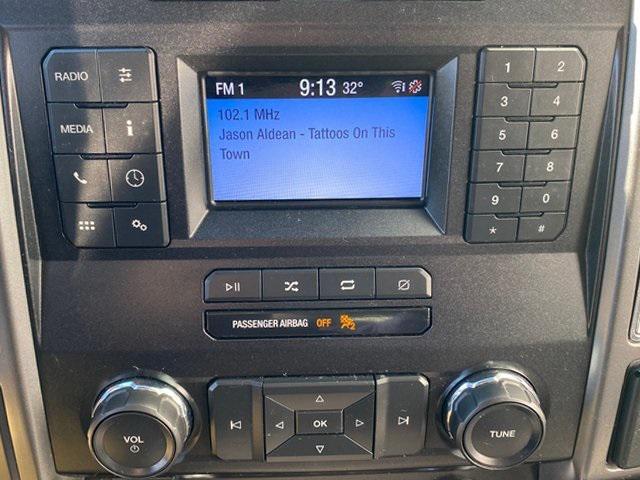 RADIO
MEDIA
i
FM 1 9:13 32°
102.1 MHz
Jason Aldean - Tattoos On This
Town
1 2
3 4
5 6
7 8
9 0
* #
PASSENGER AIRBAG OFF 2
VOL
OK
TUNE